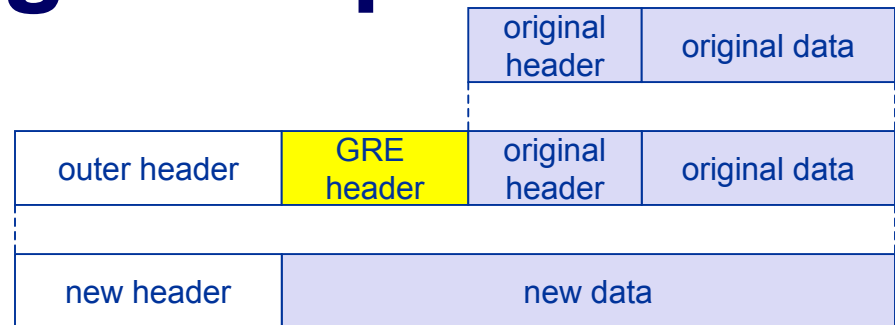 original
header
original data
outer header
GRE
header
original
header
original data
new header
new data